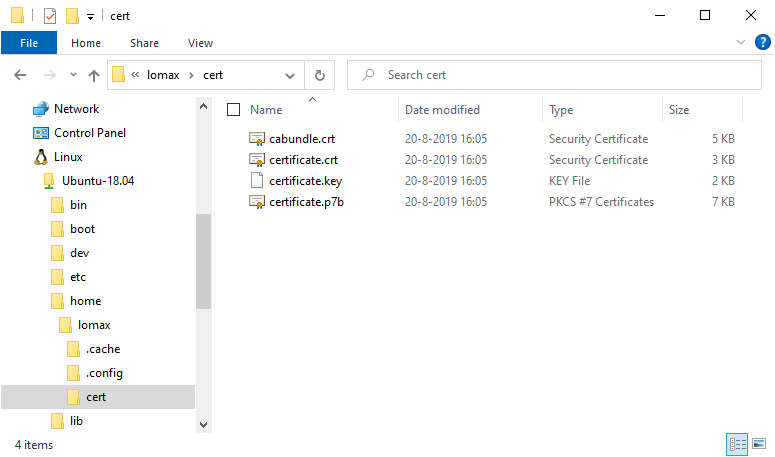 cert
File Home Share View
« lomax > cert Search cert
Network
Control Panel
Linux
Ubuntu-18.04
bin
boot
dev
etc
home
lomax
.cache
.config
cert
lib
Name Date modified Type Size
cabundle.crt 20-8-2019 16:05 Security Certificate 5 KB
certificate.crt 20-8-2019 16:05 Security Certificate 3 KB
certificate.key 20-8-2019 16:05 KEY File 2 KB
certificate.p7b 20-8-2019 16:05 PKCS #7 Certificates 7 KB
4 items